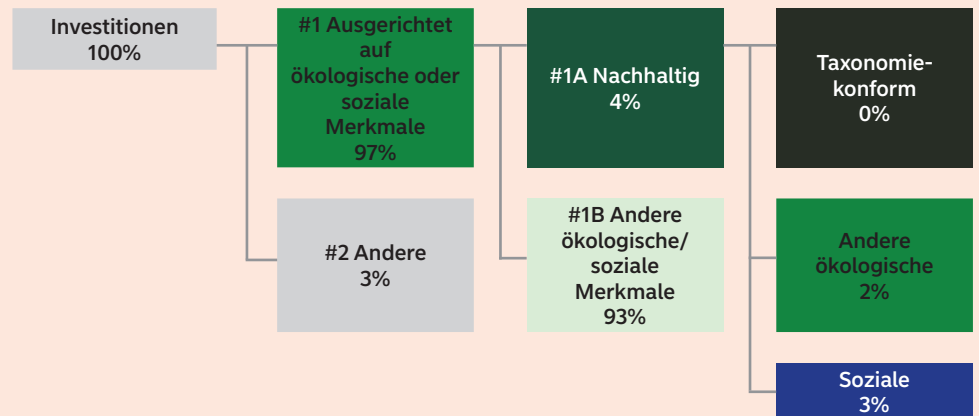 Investitionen
100%
#1 Ausgerichtet
auf
ökologische oder
soziale
Merkmale
97%
#2 Andere
3%
#1A Nachhaltig
4%
#1B Andere
ökologische/
soziale
Merkmale
93%
Taxonomie-
konform
0%
Andere
ökologische
2%
Soziale
3%